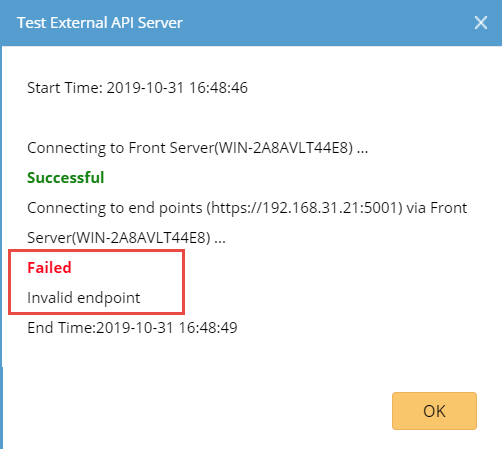 Test External API Server
Start Time: 2019-10-31 16:48:46
Connecting to Front Server(WIN-2A8AVLT44E8) ...
Successful
Connecting to end points (https://192.168.31.21:5001) via Front
Server(WIN-2A8AVLT44E8) ...
Failed
Invalid endpoint
End Time:2019-10-31 16:48:49
OK